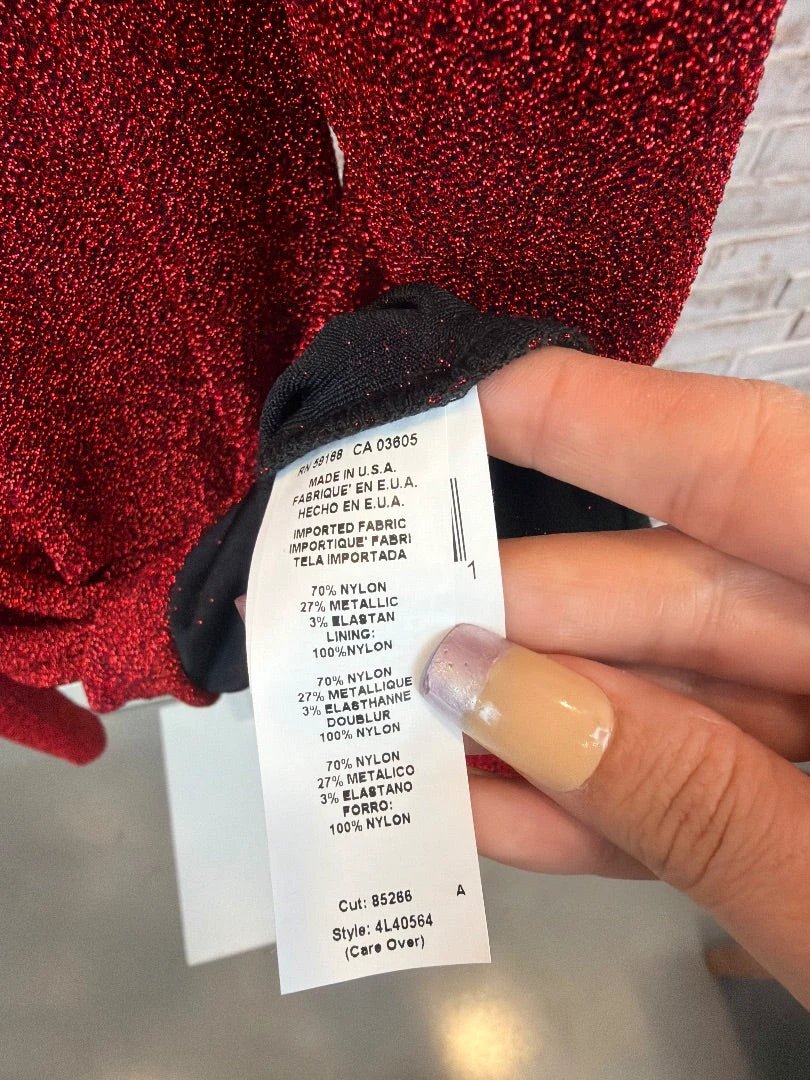 RN 59188 CA 03605
MADE IN U.S.A.
FABRIQUE' EN E.U.A.
HECHO EN E.U.A.
IMPORTED FABRIC
IMPORTIQUE' FABRI
TELA IMPORTADA
1
70% NYLON
27% METALLIC
3% ELASTAN
LINING:
100%NYLON
70% NYLON
27% METALLIQUE
3% ELASTHANNE
DOUBLUR
100% NYLON
70% NYLON
27% METALICO
3% ELASTANO
FORRO:
100% NYLON
Cut: 85266 A
Style: 4L40564
(Care Over)